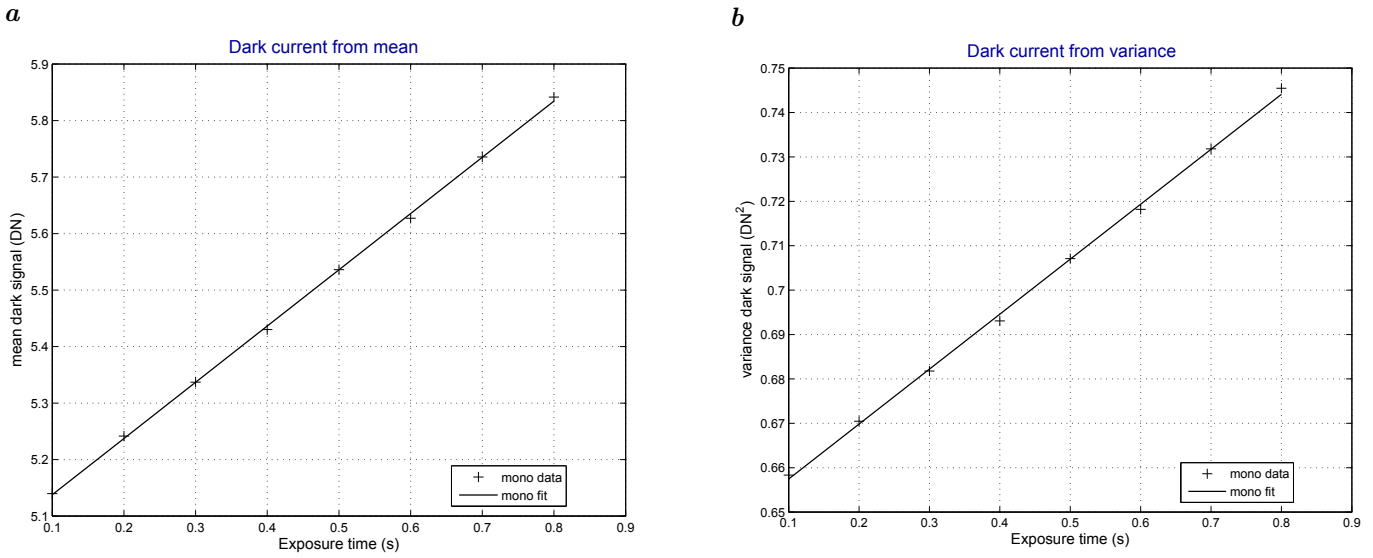 a
Dark current from mean
mean dark signal (DN)
5.9
5.8
5.7
5.6
5.5
5.4
5.3
5.2
5.1
0.1 0.2 0.3 0.4 0.5 0.6 0.7 0.8 0.9
Exposure time (s)
mono data
mono fit
b
Dark current from variance
variance dark signal (DN²)
0.75
0.74
0.73
0.72
0.71
0.7
0.69
0.68
0.67
0.66
0.65
0.1 0.2 0.3 0.4 0.5 0.6 0.7 0.8 0.9
Exposure time (s)
mono data
mono fit